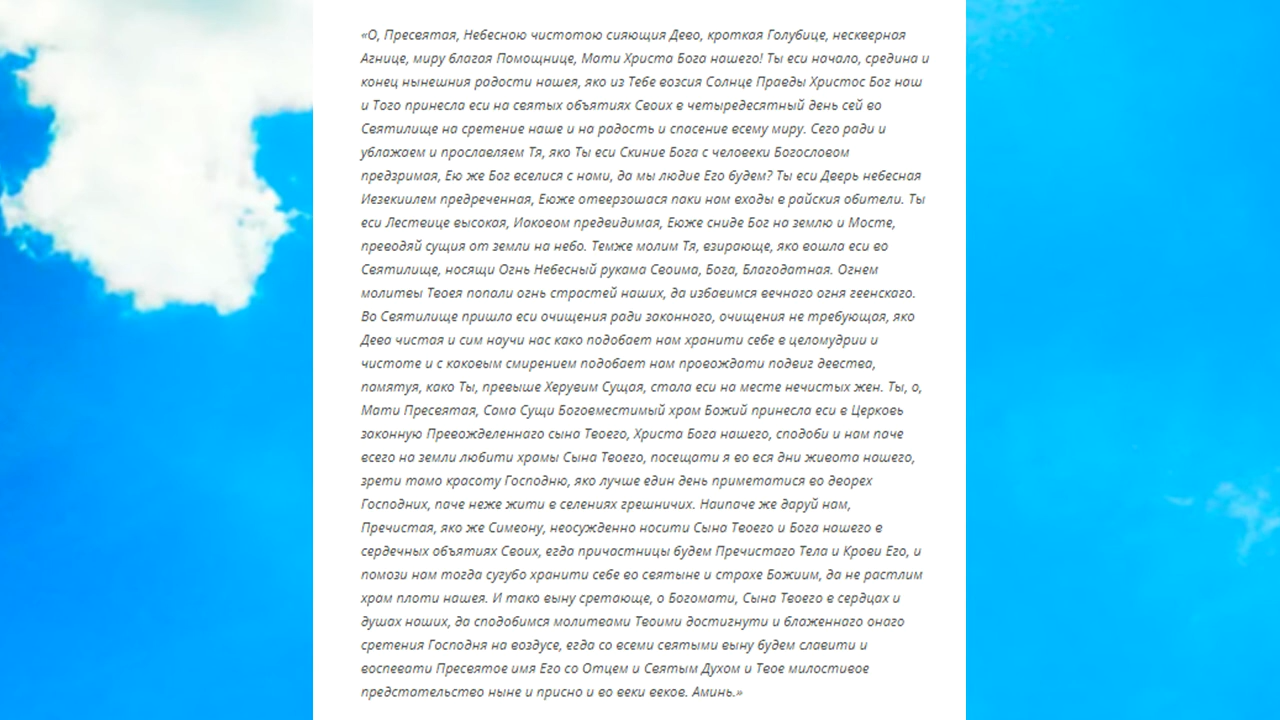 «О, Пресвятая, Небесною чистотою сияющия Дево, кроткая Голубице, нескверная
Агнице, миру благая Помощнице, Мати Христа Бога нашего! Ты еси начало, средина и
конец нынешния радости нашея, яко из Тебе возсия Солнце Правды Христос Бог наш
и Того принесла еси на святых объятиях Своих в четыредесятный день сей во
Святилище на сретение наше и на радость и спасение всему миру. Сего ради и
ублажаем и прославляем Тя, яко Ты еси Скиние Бога с человеки Богословом
предзримая, Ею же Бог вселися с нами, да мы людие Его будем? Ты еси Дверь небесная
Иезекиилем предреченная, Еюже отверзошася паки нам входы в райския обители. Ты
еси Лествице высокая, Иаковом предвидимая, Еюже сниде Бог на землю и Мосте,
преводяй сущия от земли на небо. Темже молим Тя, взирающе, яко вошла еси во
Святилище, носящи Огнь Небесный рукама Своима, Бога, Благодатная. Огнем
молитвы Твоея попали огнь страстей наших, да избавимся вечнаго огня геенскаго.
Во Святилище пришла еси очищения ради законного, очищения не требующая, яко
Дева чистая и сим научи нас како подобает нам хранити себе в целомудрии и
чистоте и с каковым смирением подобает нам провождати подвиг девства,
памятуя, како Ты, превыше Херувим Сущая, стала еси на месте нечистых жен. Ты, о,
Мати Пресвятая, Сама Сущи Боговместимый храм Божий принесла еси в Церковь
законную Превожделеннаго сына Твоего, Христа Бога нашего, сподоби и нам паче
всего на земли любити храмы Сына Твоего, посещати я во вся дни живота нашего,
зрети тамо красоту Господню, яко лучше един день приметатися во дворех
Господних, паче неже жити в селениях грешничих. Наипаче же даруй нам,
Пречистая, яко же Симеону, неосужденно носити Сына Твоего и Бога нашего в
сердечных объятиях Своих, егда причастницы будем Пречистаго Тела и Крови Его, и
помози нам тогда сугубо хранити себе во святыне и страхе Божиим, да не растлим
храм плоти нашея. И тако выну сретающе, о Богомати, Сына Твоего в сердцах и
душах наших, да сподобимся молитвами Твоими достигнути и блаженнаго онаго
сретения Господня на воздусе, егда со всеми святыми выну будем славити и
воспевати Пресвятое имя Его со Отцем и Святым Духом и Твое милостивое
предстательство ныне и присно и во веки веков. Аминь.»